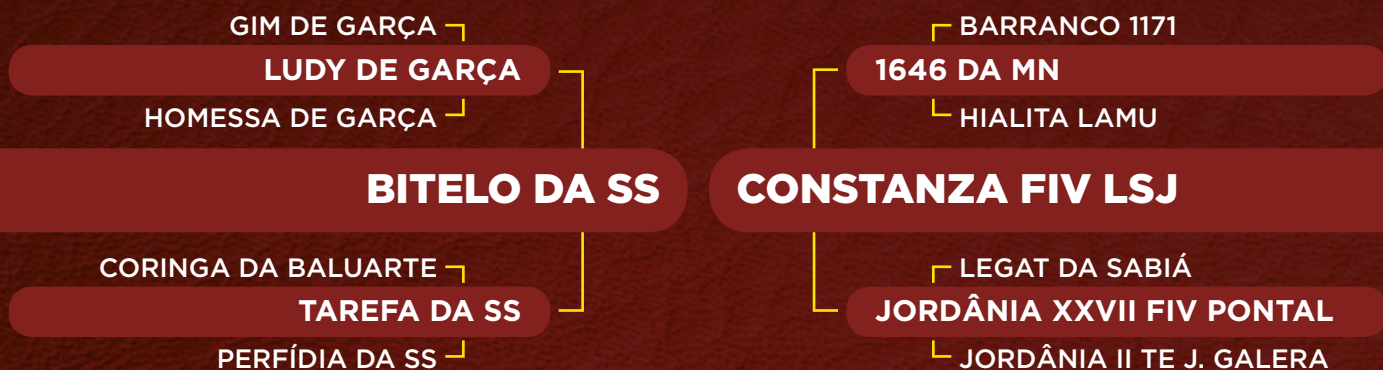 GIM DE GARÇA
LUDY DE GARÇA
HOMESSA DE GARÇA
BITELO DA SS
CORINGA DA BALUARTE
TAREFA DA SS
PERFÍDIA DA SS
BARRANCO 1171
1646 DA MN
HIALITA LAMU
CONSTANZA FIV LSJ
LEGAT DA SABIÁ
JORDÂNIA XXVII FIV PONTAL
JORDÂNIA II TE J. GALERA